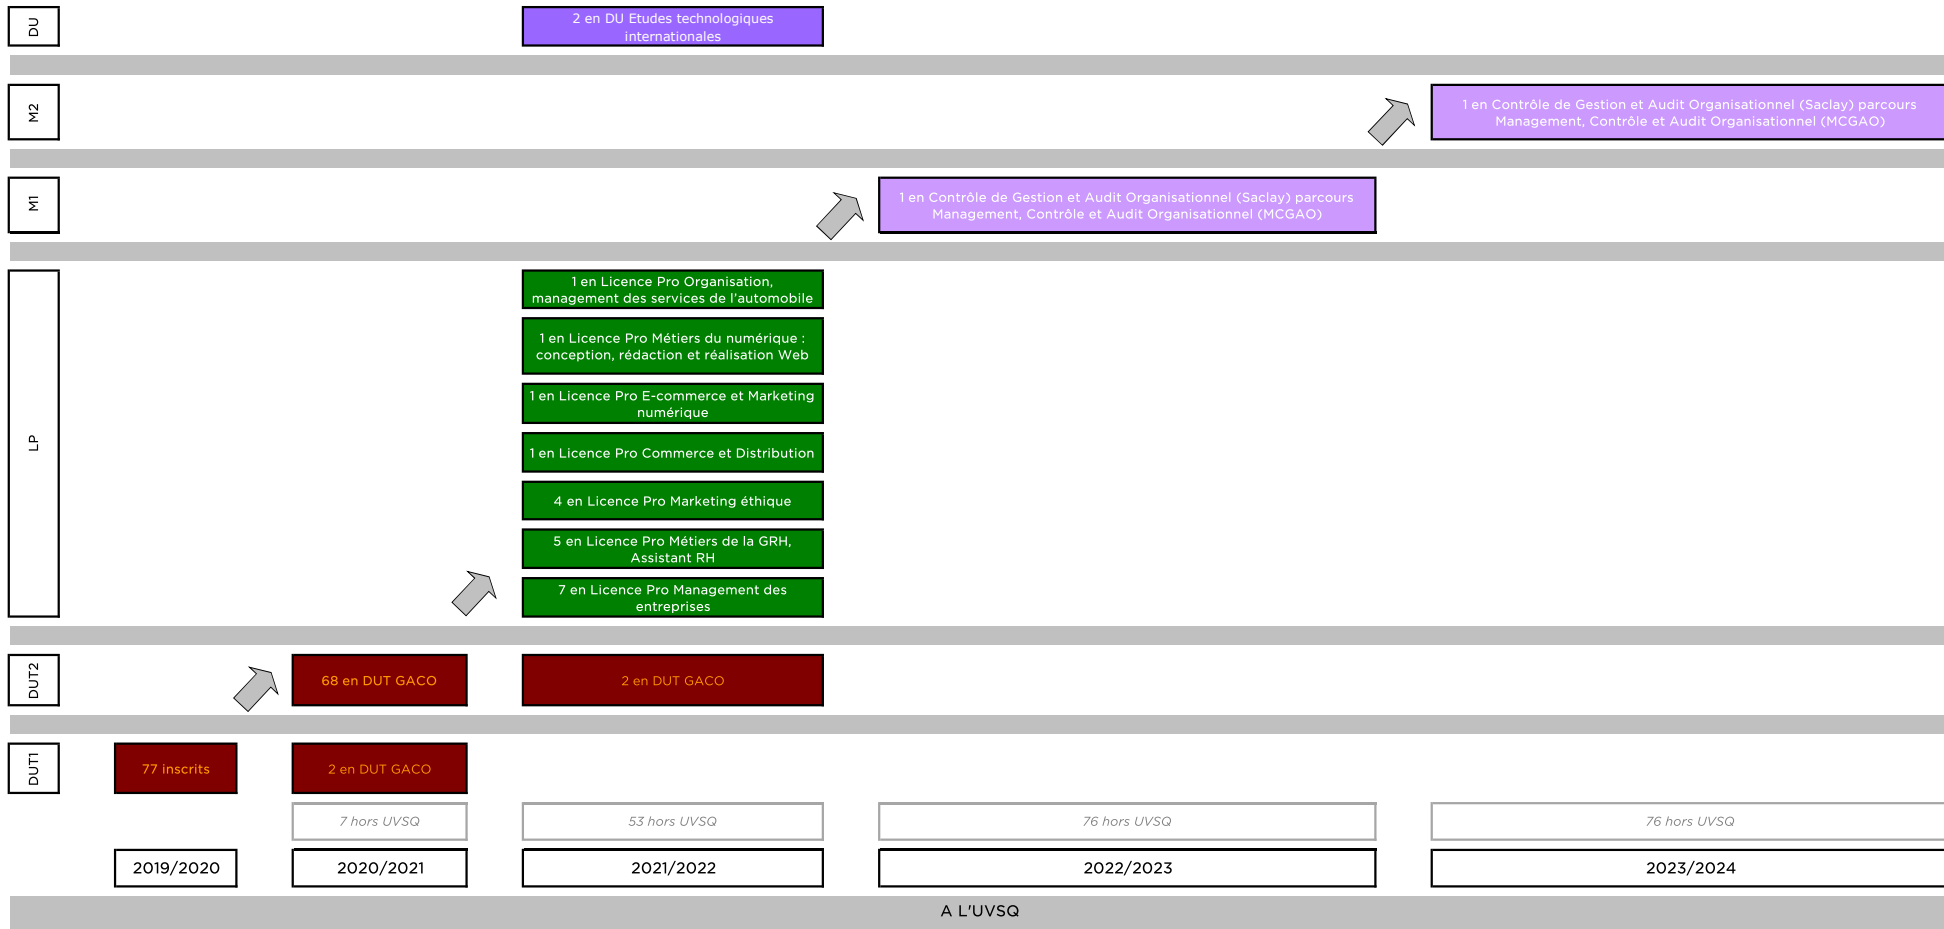 DU
2 en DU Etudes technologiques
internationales
M2
1 en Contrôle de Gestion et Audit Organisationnel (Saclay) parcours
Management, Contrôle et Audit Organisationnel (MCGAO)
M1
1 en Contrôle de Gestion et Audit Organisationnel (Saclay) parcours
Management, Contrôle et Audit Organisationnel (MCGAO)
LP
1 en Licence Pro Organisation,
management des services de l'automobile
1 en Licence Pro Métiers du numérique :
conception, rédaction et réalisation Web
1 en Licence Pro E-commerce et Marketing
numérique
1 en Licence Pro Commerce et Distribution
4 en Licence Pro Marketing éthique
5 en Licence Pro Métiers de la GRH,
Assistant RH
7 en Licence Pro Management des
entreprises
DUT2
68 en DUT GACO
2 en DUT GACO
DUT1
77 inscrits
2 en DUT GACO
7 hors UVSQ
53 hors UVSQ
76 hors UVSQ
76 hors UVSQ
2019/2020
2020/2021
2021/2022
2022/2023
2023/2024
A L'UVSQ